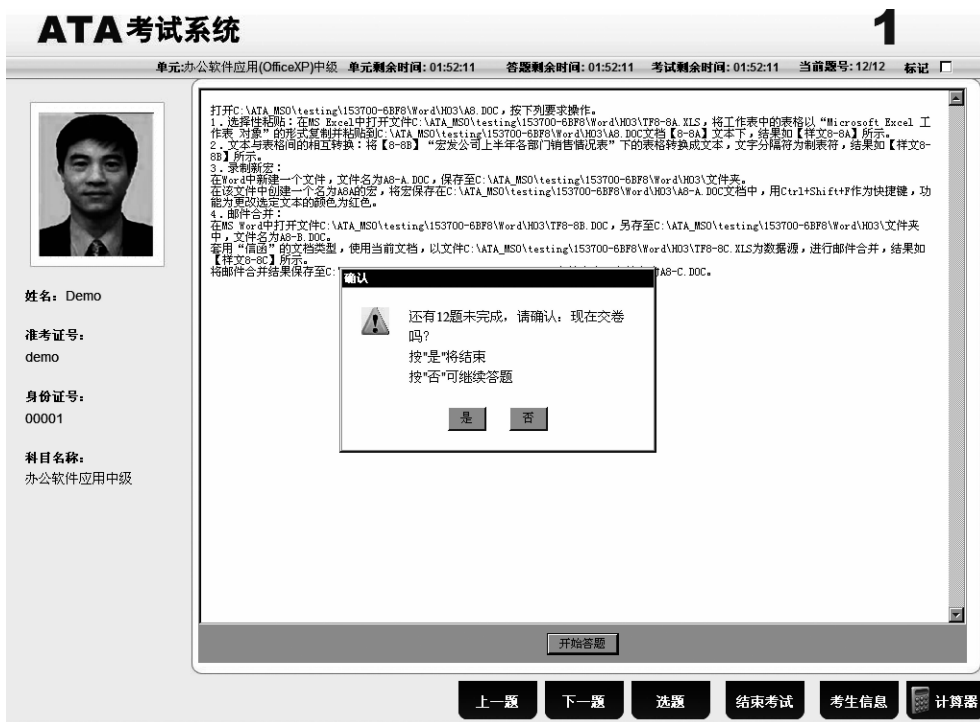 ATA考试系统
1
单元:办公软件应用(OfficeXP)中级 单元剩余时间: 01:52:11 答题剩余时间: 01:52:11 考试剩余时间: 01:52:11 当前题号: 12/12 标记
打开C:\ATA_MSO\testing\153700-6BF8\Word\H03\A8.DOC，按下列要求操作。
1．选择性粘贴：在MS Excel中打开文件C:\ATA_MSO\testing\153700-6BF8\Word\H03\TF8-8A.XLS，将工作表中的表格以“Microsoft Excel 工
作表 对象”的形式复制并粘贴到C:\ATA_MSO\testing\153700-6BF8\Word\H03\A8.DOC文档【8-8A】文本下，结果如【样文8-8A】所示。
2．文本与表格间的相互转换：将【8-8B】“宏发公司上半年各部门销售情况表”下的表格转换成文本，文字分隔符为制表符，结果如【样文8-
8B】所示。
3．录制新宏：
在Word中新建一个文件，文件名为A8-A.DOC，保存至C:\ATA_MSO\testing\153700-6BF8\Word\H03\文件夹。
在该文件中创建一个名为A8A的宏，将宏保存在C:\ATA_MSO\testing\153700-6BF8\Word\H03\A8-A.DOC文档中，用Ctrl+Shift+F作为快捷键，功
能为更改选定文本的颜色为红色。
4．邮件合并：
在MS Word中打开文件C:\ATA_MSO\testing\153700-6BF8\Word\H03\TF8-8B.DOC，另存至C:\ATA_MSO\testing\153700-6BF8\Word\H03\文件夹
中，文件名为A8-B.DOC。
套用“信函”的文档类型，使用当前文档，以文件C:\ATA_MSO\testing\153700-6BF8\Word\H03\TF8-8C.XLS为数据源，进行邮件合并，结果如
【样文8-8C】所示。
将邮件合并结果保存至C: A8-C.DOC。
确认
还有12题未完成，请确认：现在交卷
吗?
按"是"将结束
按"否"可继续答题
是 否
姓名：Demo
准考证号：
demo
身份证号：
00001
科目名称：
办公软件应用中级
开始答题
上一题 下一题 选题 结束考试 考生信息 计算器